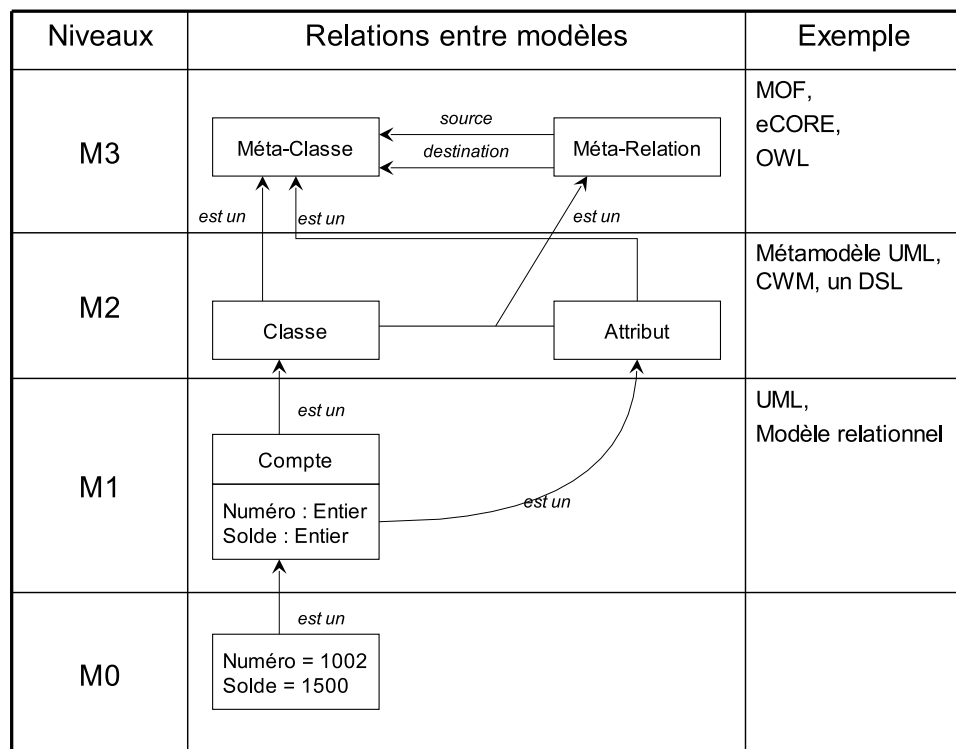 Niveaux
Relations entre modèles
Exemple
M3
Méta-Classe
source
destination
Méta-Relation
MOF,
eCORE,
OWL
est un
est un
est un
M2
Classe
Attribut
Métamodèle UML,
CWM, un DSL
est un
M1
Compte
Numéro : Entier
Solde : Entier
est un
UML,
Modèle relationnel
est un
M0
Numéro = 1002
Solde = 1500